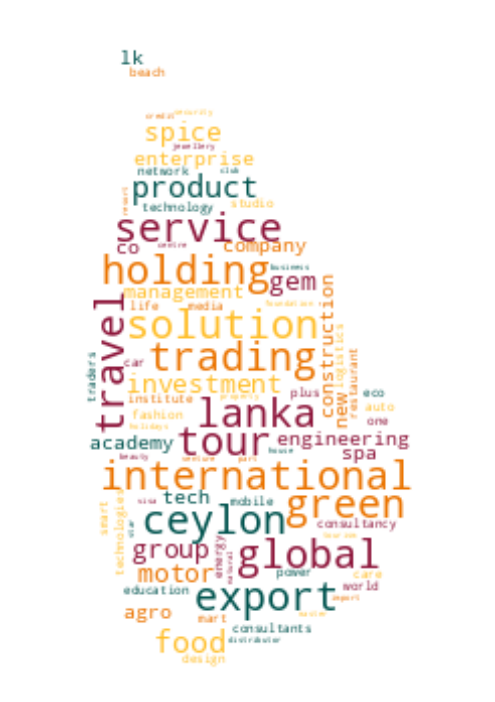 lk
beach
credit security
spice
jewellery
enterprise
network club
product
resort
technology studio
service
co centre company
holding business
gem
management
life media foundation
travel
solution
construction
logistics
trading
restaurant
traders
car
investment
institute property plus eco
new
lanka
fashion auto
holidays one
academy tour engineering
house
beauty venture park spa
international
smart
technologies
tech mobile green
visa
star
ceylon consultancy
tourism
group global
energy
natural
motor power care
education world
export import
agro mart master
consultants
food distributor
design